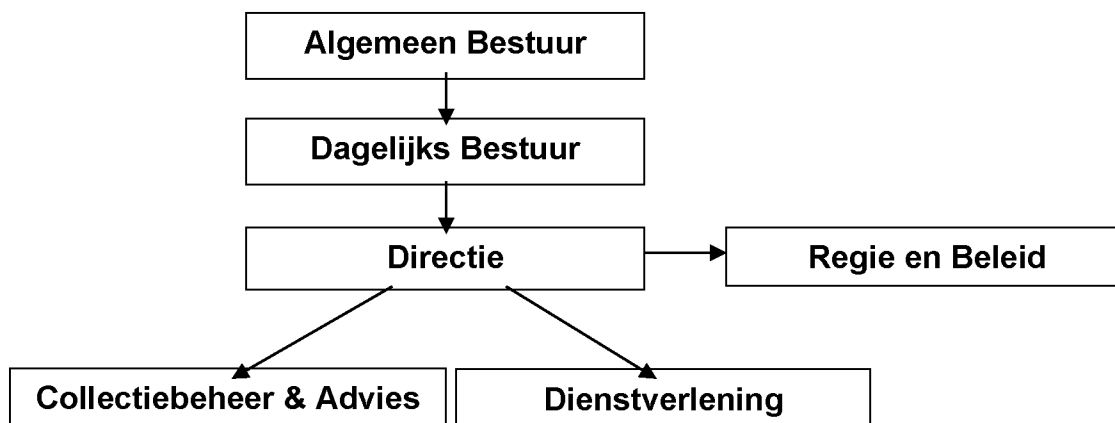 Algemeen Bestuur
Dagelijks Bestuur
Directie
Regie en Beleid
Collectiebeheer & Advies
Dienstverlening